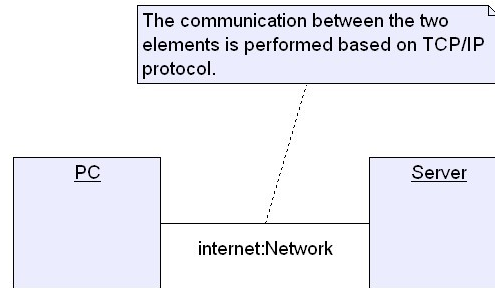 The communication between the two
elements is performed based on TCP/IP
protocol.
PC
Server
internet:Network